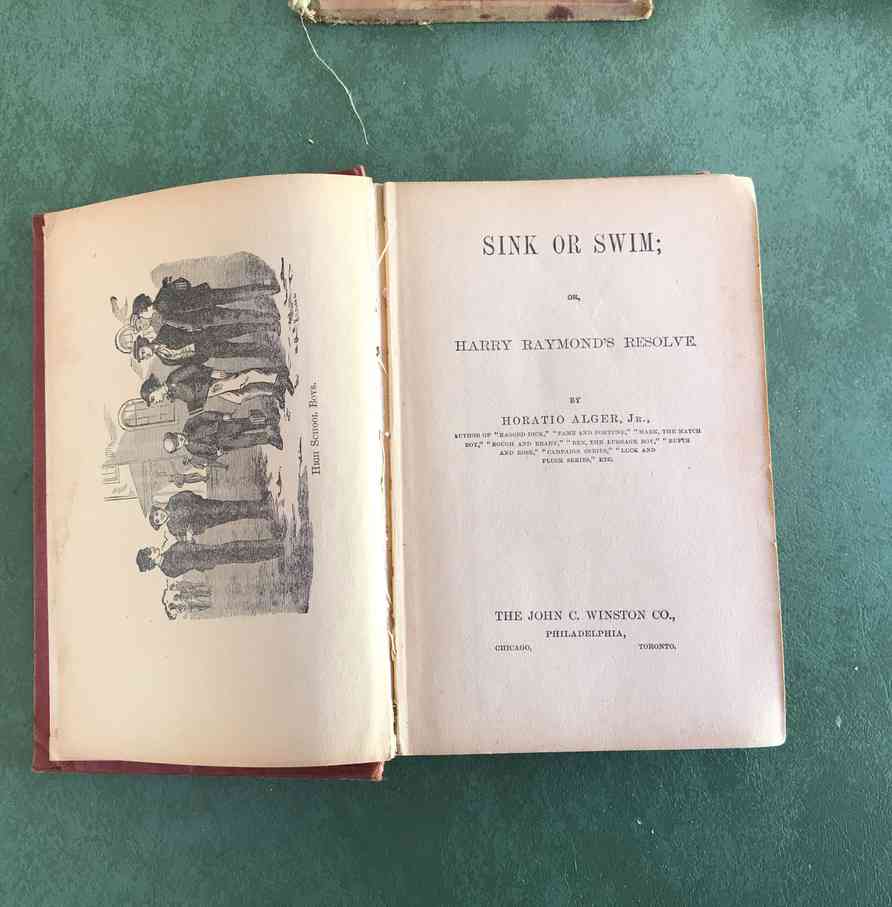 High School Boys.
SINK OR SWIM;
OR,
HARRY RAYMOND'S RESOLVE.
BY
HORATIO ALGER, JR.,
AUTHOR OF "RAGGED DICK," "FAME AND FORTUNE," "MARK, THE MATCH
BOY," "ROUGH AND READY," "BEN, THE LUGGAGE BOY," "RUFUS
AND ROSE," "CAMPAIGN SERIES," "LUCK AND
PLUCK SERIES," ETC.
THE JOHN C. WINSTON CO.,
PHILADELPHIA,
CHICAGO, TORONTO.